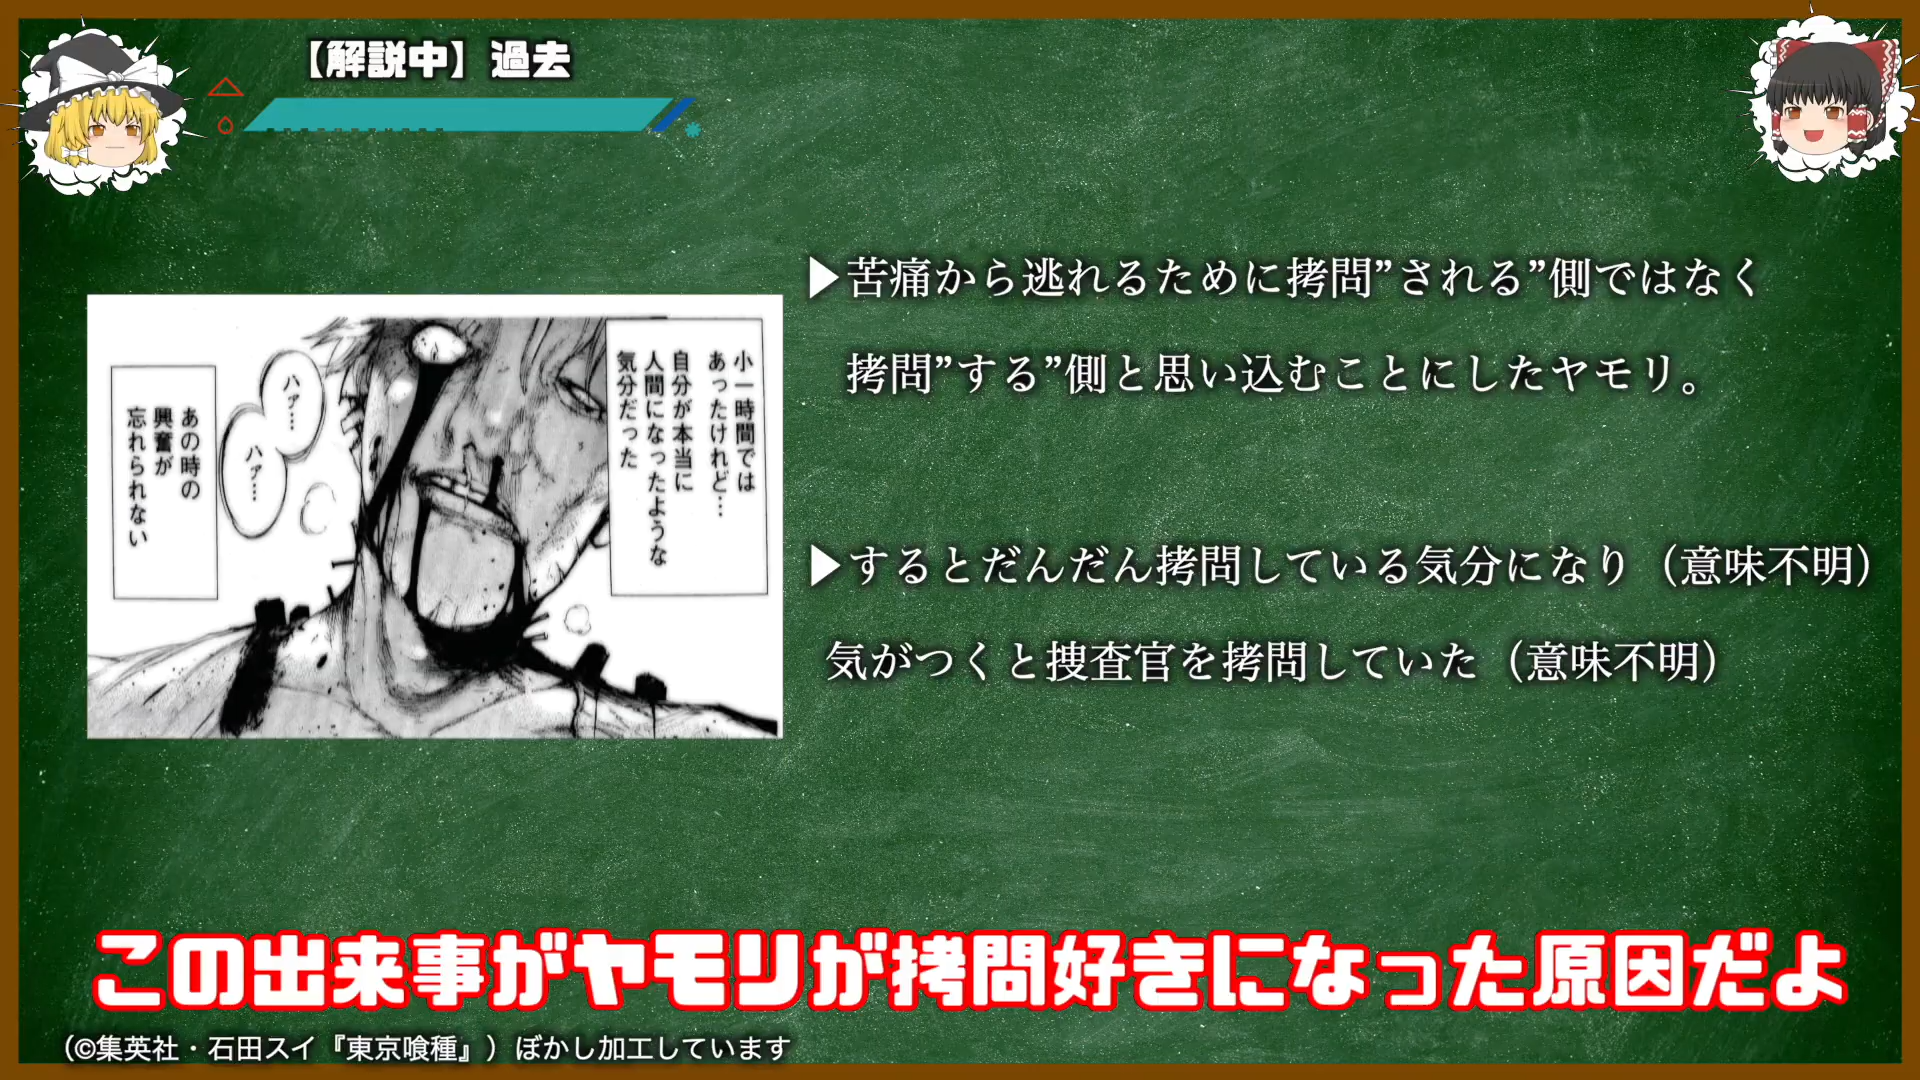 【解説中】過去
▶苦痛から逃れるために拷問”される”側ではなく
拷問”する”側と思い込むことにしたヤモリ。
小一時間では
あったけれど…
自分が本当に
人間になったような
気分だった
ハァ…
ハァ…
あの時の
興奮が
忘れられない
▶するとだんだん拷問している気分になり（意味不明）
気がつくと捜査官を拷問していた（意味不明）
この出来事がヤモリが拷問好きになった原因だよ
（©集英社・石田スイ『東京喰種』）ぼかし加工しています